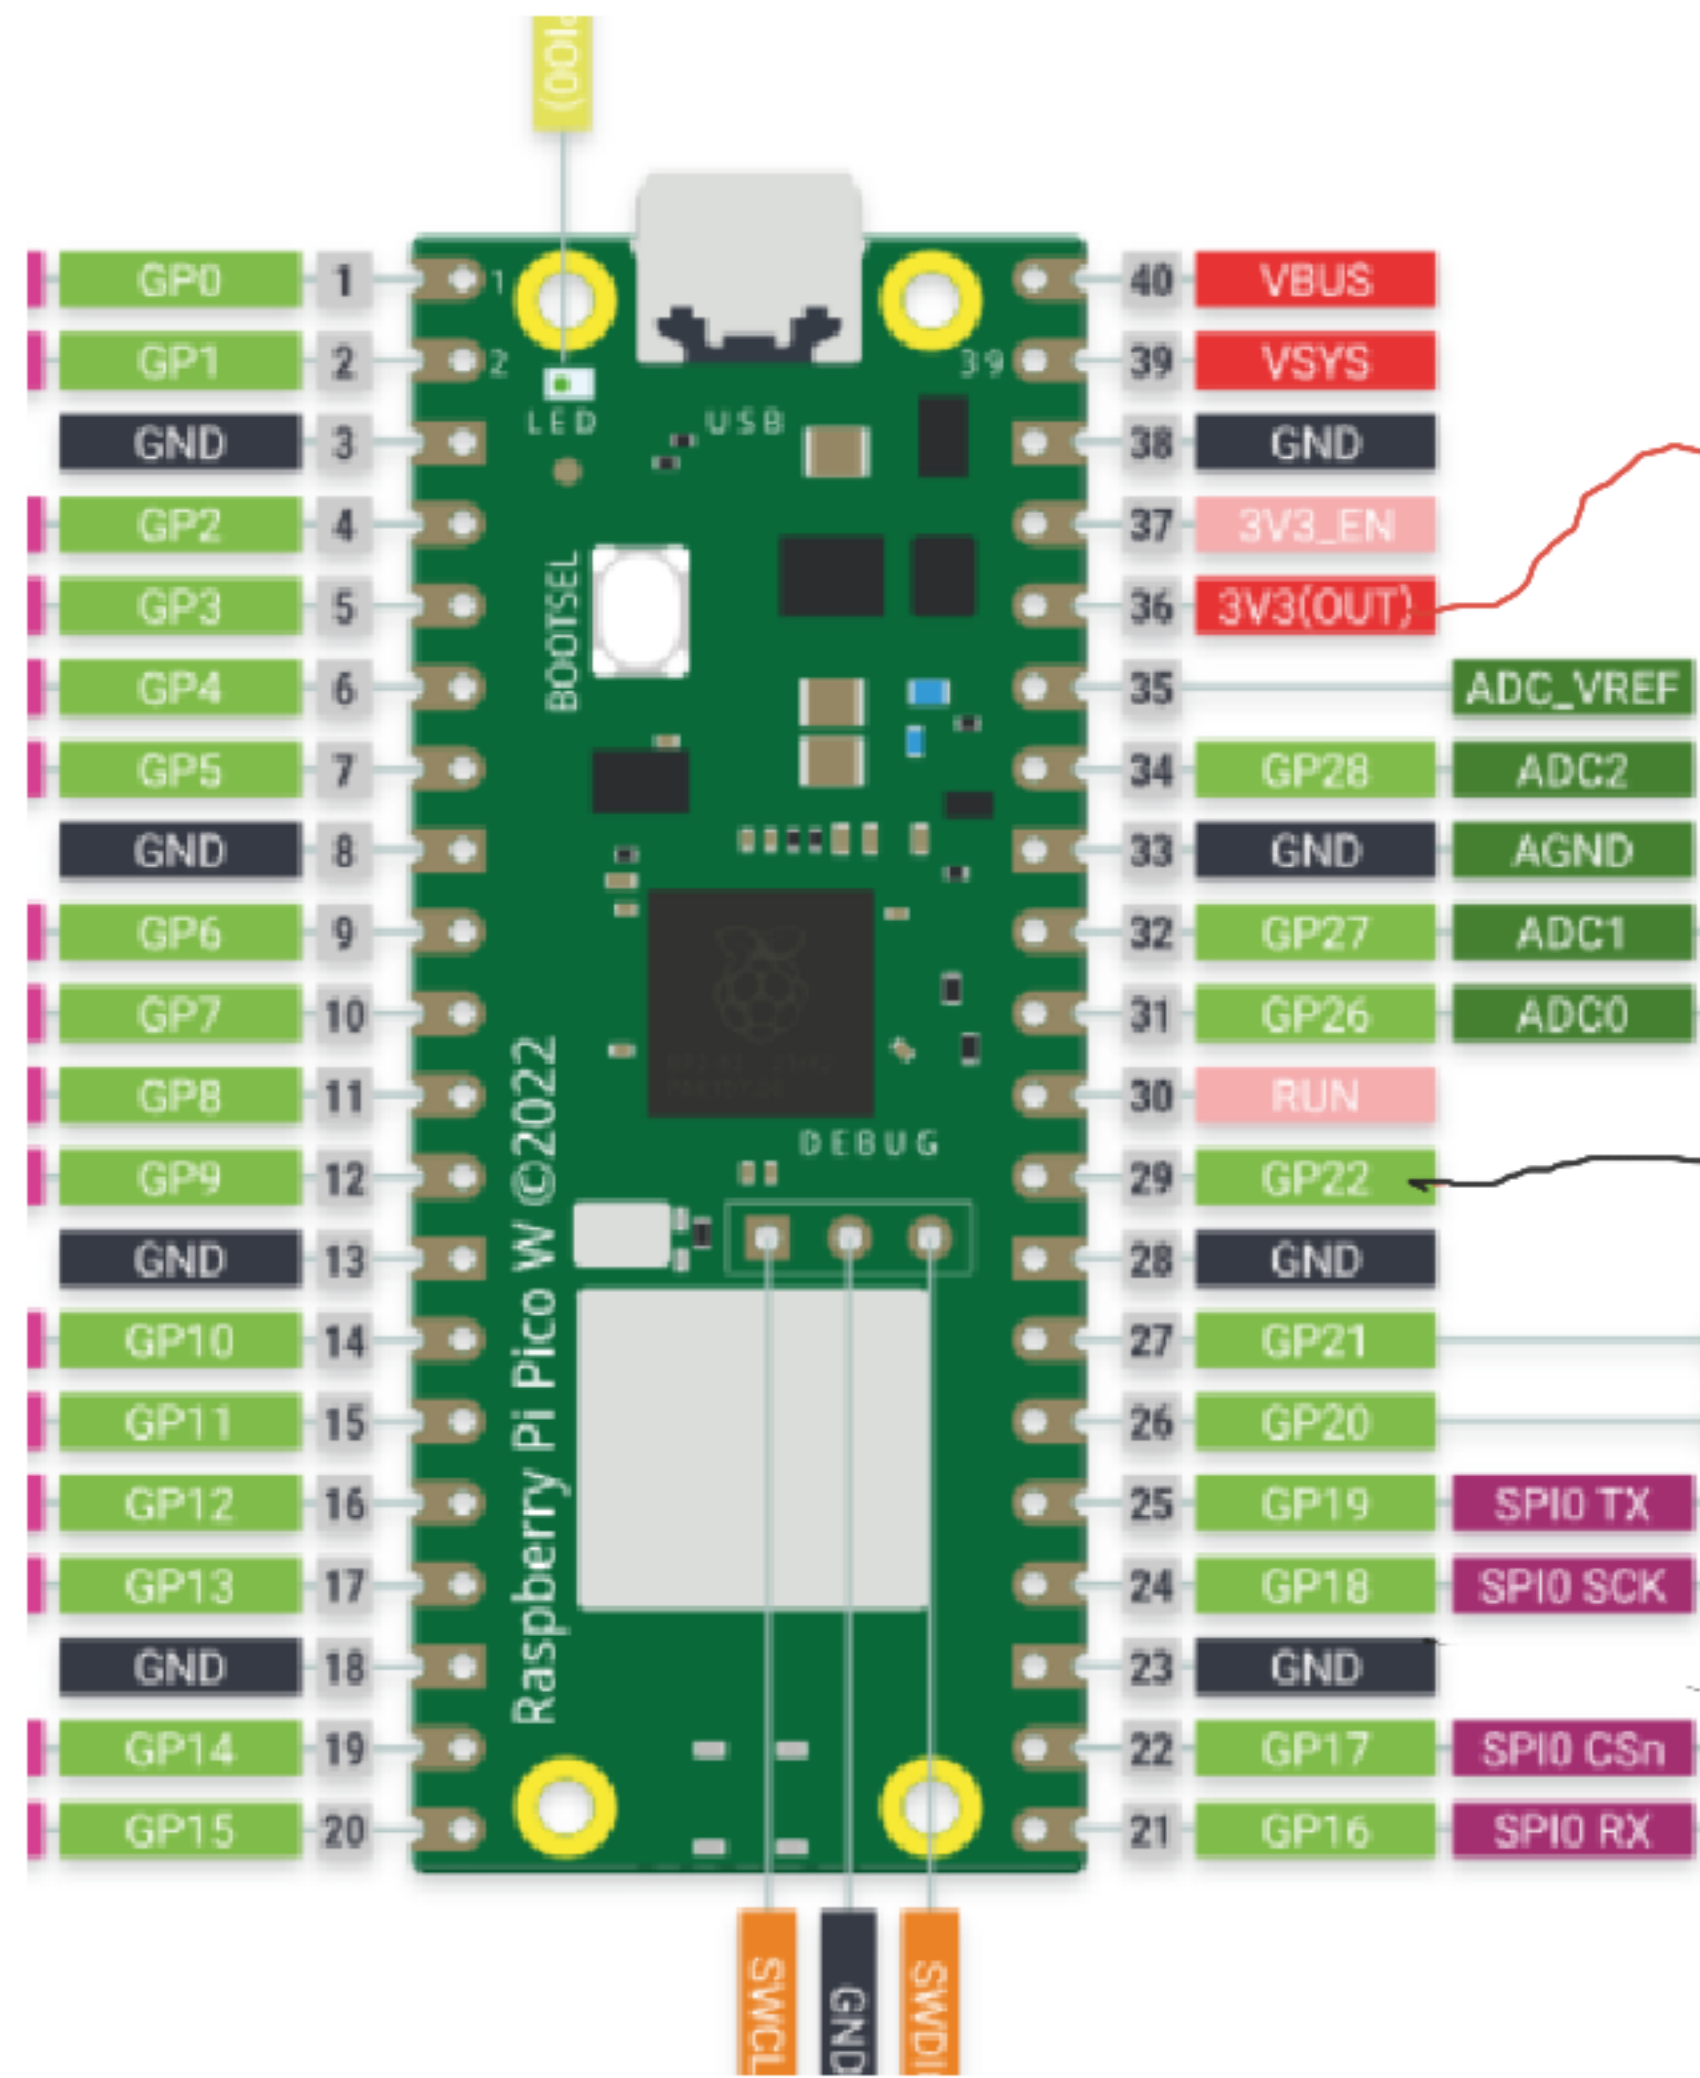 (00I
GP0 1 1 40 VBUS
GP1 2 2 39 39 VSYS
LED USB
GND 3 38 GND
GP2 4 37 3V3_EN
BOOTSEL
GP3 5 36 3V3(OUT)
GP4 6 35 ADC_VREF
GP5 7 34 GP28 ADC2
GND 8 33 GND AGND
GP6 9 32 GP27 ADC1
GP7 10 31 GP26 ADC0
GP8 11 30 RUN
DEBUG
GP9 12 29 GP22
GND 13 28 GND
Raspberry Pi Pico W ©2022
GP10 14 27 GP21
GP11 15 26 GP20
GP12 16 25 GP19 SPI0 TX
GP13 17 24 GP18 SPI0 SCK
GND 18 23 GND
GP14 19 22 GP17 SPI0 CSn
GP15 20 21 GP16 SPI0 RX
SWCL GND SWDI